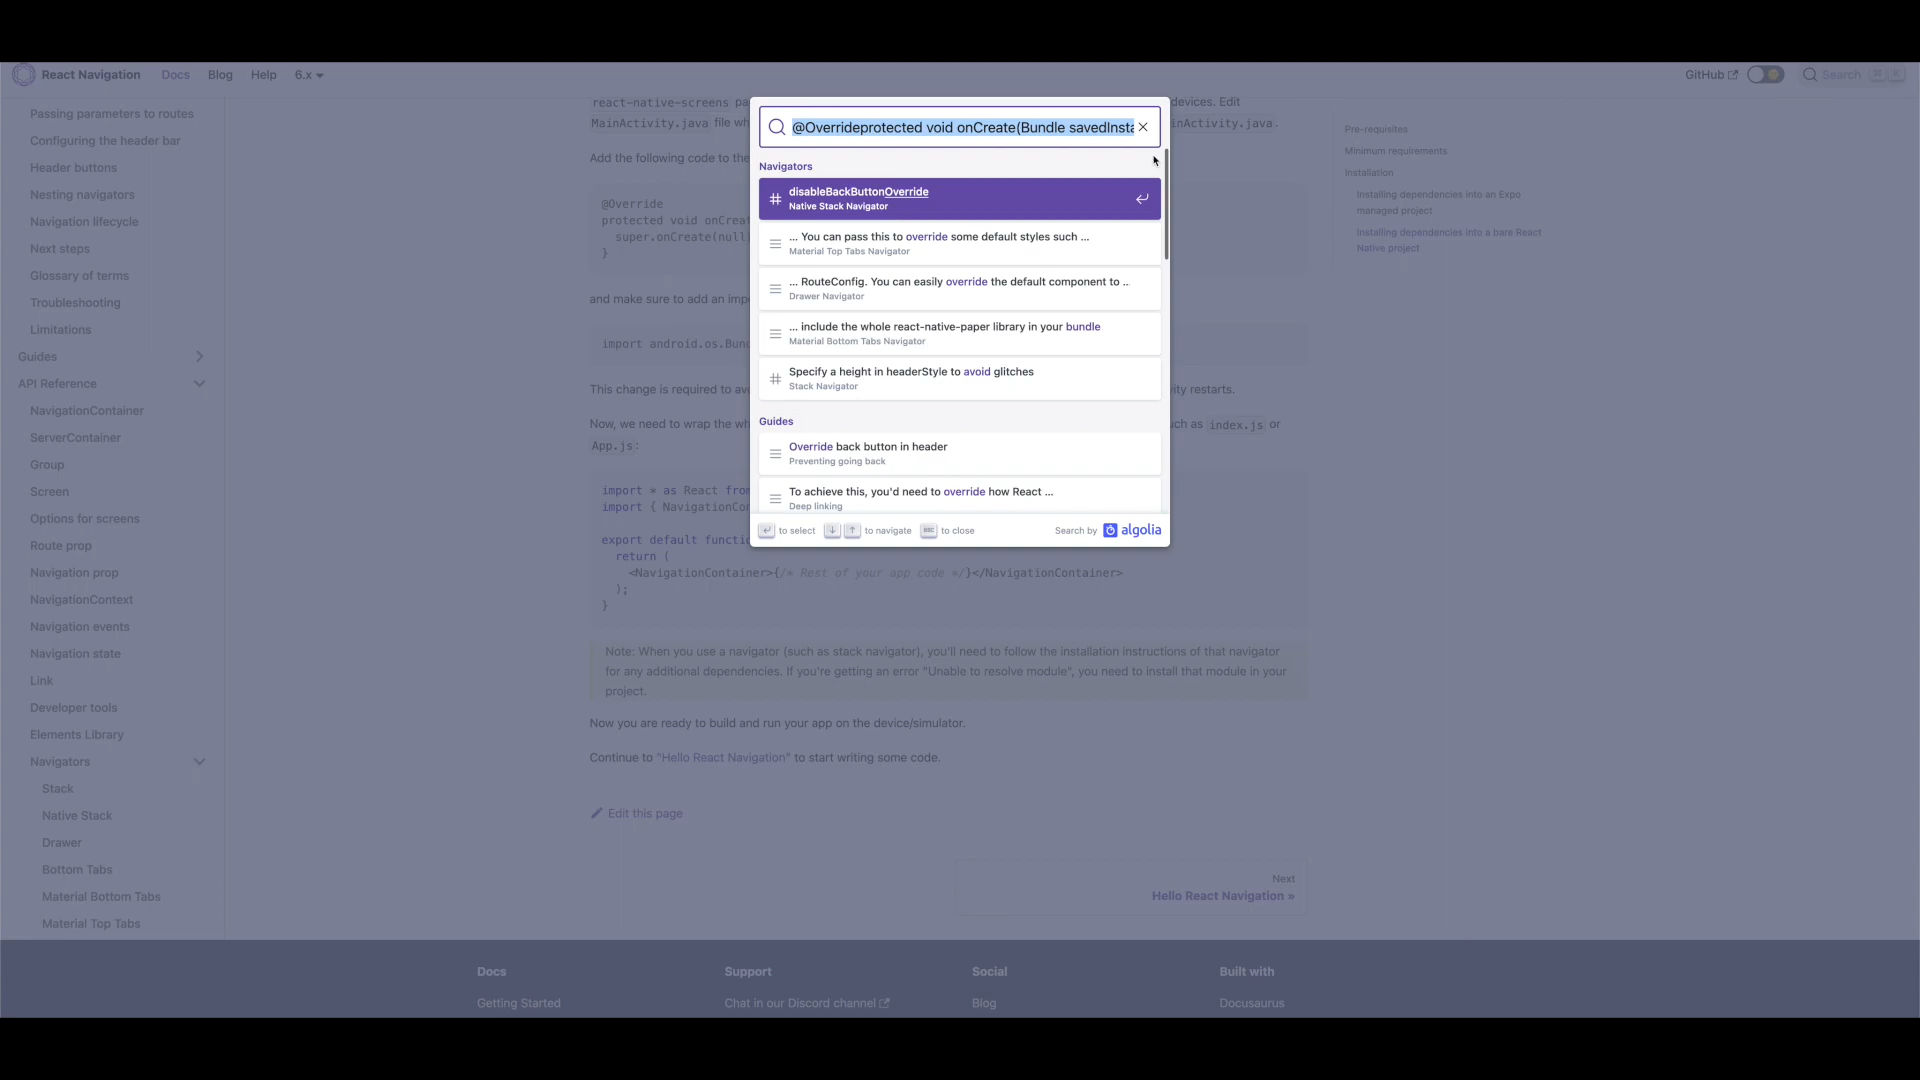 React Navigation Docs Blog Help 6.x GitHub Search ⌘ K
Passing parameters to routes
Configuring the header bar
Header buttons
Nesting navigators
Navigation lifecycle
Next steps
Glossary of terms
Troubleshooting
Limitations
Guides
API Reference
NavigationContainer
ServerContainer
Group
Screen
Options for screens
Route prop
Navigation prop
NavigationContext
Navigation events
Navigation state
Link
Developer tools
Elements Library
Navigators
Stack
Native Stack
Drawer
Bottom Tabs
Material Bottom Tabs
Material Top Tabs
react-native-screens pa
devices. Edit
MainActivity.java file wh
Add the following code to the
@Override
protected void onCrea
super.onCreate(null
}
and make sure to add an imp
import android.os.Bun
This change is required to av
ity restarts.
Now, we need to wrap the wh
ch as index.js or
App.js:
import * as React from
import { NavigationCo
export default functi
return (
<NavigationContainer>{/* Rest of your app code */}</NavigationContainer>
);
}
Note: When you use a navigator (such as stack navigator), you'll need to follow the installation instructions of that navigator
for any additional dependencies. If you're getting an error "Unable to resolve module", you need to install that module in your
project.
Now you are ready to build and run your app on the device/simulator.
Continue to "Hello React Navigation" to start writing some code.
Edit this page
Next
Hello React Navigation »
@Overrideprotected void onCreate(Bundle savedInsta
Navigators
disableBackButtonOverride
Native Stack Navigator
... You can pass this to override some default styles such ...
Material Top Tabs Navigator
... RouteConfig. You can easily override the default component to ..
Drawer Navigator
... include the whole react-native-paper library in your bundle
Material Bottom Tabs Navigator
Specify a height in headerStyle to avoid glitches
Stack Navigator
Guides
Override back button in header
Preventing going back
To achieve this, you'd need to override how React ...
Deep linking
to select to navigate esc to close Search by algolia
Pre-requisites
Minimum requirements
Installation
Installing dependencies into an Expo
managed project
Installing dependencies into a bare React
Native project
Docs Support Social Built with
Getting Started Chat in our Discord channel Blog Docusaurus